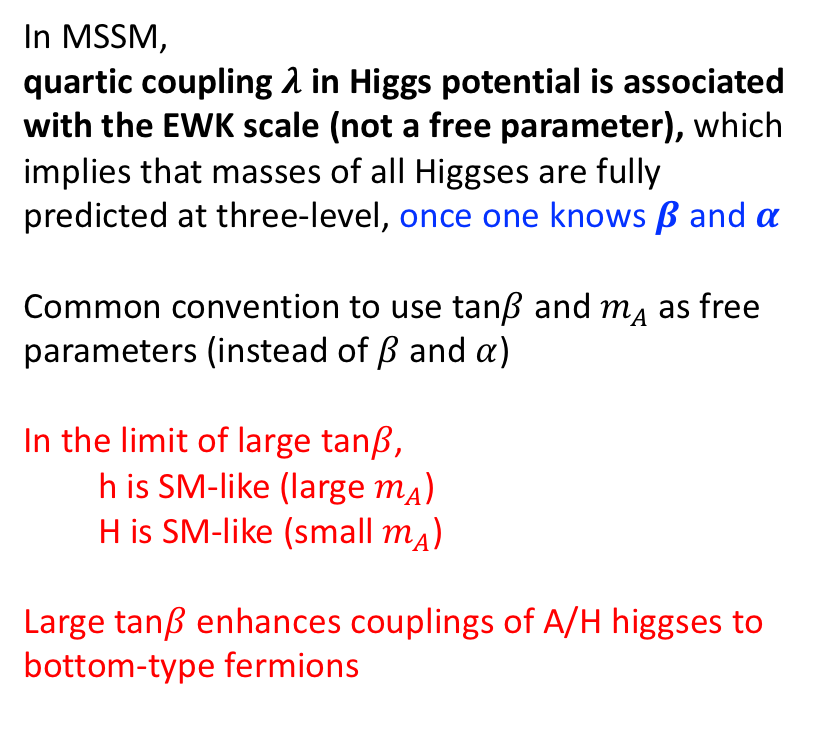 In MSSM,
quartic coupling λ in Higgs potential is associated
with the EWK scale (not a free parameter), which
implies that masses of all Higgses are fully
predicted at three-level, once one knows β and α
Common convention to use tanβ and m_A as free
parameters (instead of β and α)
In the limit of large tanβ,
h is SM-like (large m_A)
H is SM-like (small m_A)
Large tanβ enhances couplings of A/H higgses to
bottom-type fermions